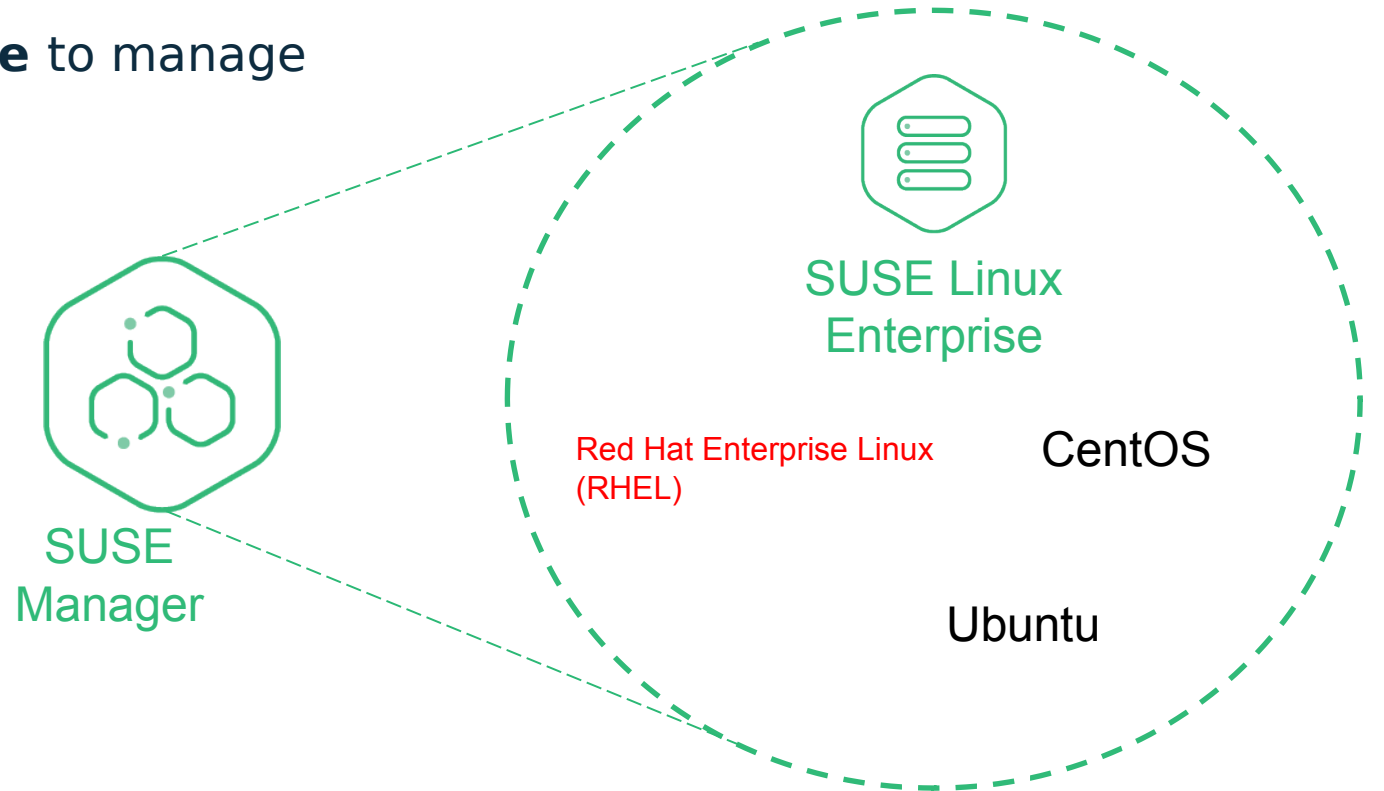 e to manage
SUSE Linux
Enterprise
Red Hat Enterprise Linux
(RHEL)
CentOS
SUSE
Manager
Ubuntu